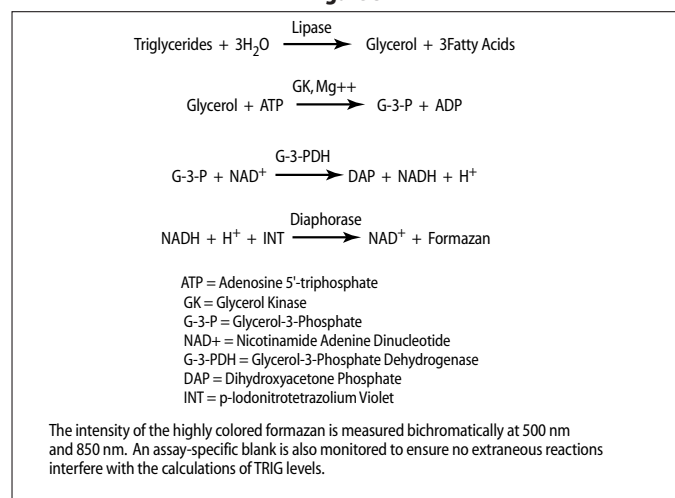 Lipase
Triglycerides + 3H₂O ⟶ Glycerol + 3Fatty Acids
GK, Mg++
Glycerol + ATP ⟶ G-3-P + ADP
G-3-PDH
G-3-P + NAD⁺ ⟶ DAP + NADH + H⁺
Diaphorase
NADH + H⁺ + INT ⟶ NAD⁺ + Formazan
ATP = Adenosine 5'-triphosphate
GK = Glycerol Kinase
G-3-P = Glycerol-3-Phosphate
NAD+ = Nicotinamide Adenine Dinucleotide
G-3-PDH = Glycerol-3-Phosphate Dehydrogenase
DAP = Dihydroxyacetone Phosphate
INT = p-Iodonitrotetrazolium Violet
The intensity of the highly colored formazan is measured bichromatically at 500 nm
and 850 nm. An assay-specific blank is also monitored to ensure no extraneous reactions
interfere with the calculations of TRIG levels.